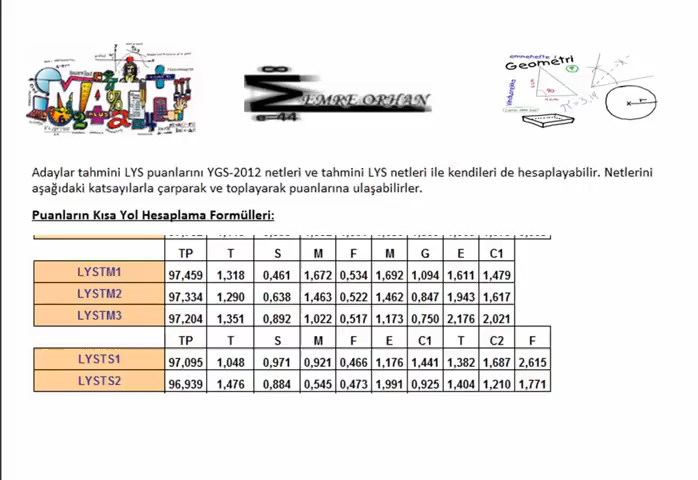 Geometri
EMRE ORHAN
Adaylar tahmini LYS puanlarını YGS-2012 netleri ve tahmini LYS netleri ile kendileri de hesaplayabilir. Netlerini
aşağıdaki katsayılarla çarparak ve toplayarak puanlarına ulaşabilirler.
Puanların Kısa Yol Hesaplama Formülleri:
TP T S M F M G E C1
LYSTM1 97,459 1,318 0,461 1,672 0,534 1,692 1,094 1,611 1,479
LYSTM2 97,334 1,290 0,638 1,463 0,522 1,462 0,847 1,943 1,617
LYSTM3 97,204 1,351 0,892 1,022 0,517 1,173 0,750 2,176 2,021
TP T S M F E C1 T C2 F
LYSTS1 97,095 1,048 0,971 0,921 0,466 1,176 1,441 1,382 1,687 2,615
LYSTS2 96,939 1,476 0,884 0,545 0,473 1,991 0,925 1,404 1,210 1,771